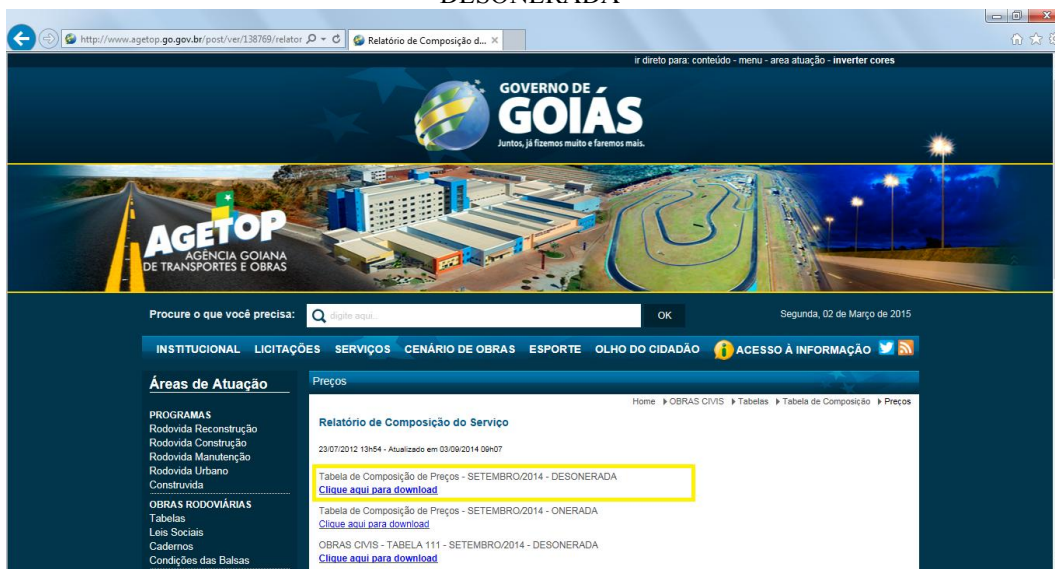 DESONERADA
http://www.agetop.go.gov.br/post/ver/138769/relator
Relatório de Composição d...
ir direto para: conteúdo - menu - area atuação - inverter cores
GOVERNO DE
GOIÁS
Juntos, já fizemos muito e faremos mais.
AGETOP
AGÊNCIA GOIANA
DE TRANSPORTES E OBRAS
Procure o que você precisa:
digite aqui..
OK
Segunda, 02 de Março de 2015
INSTITUCIONAL LICITAÇÕES SERVIÇOS CENÁRIO DE OBRAS ESPORTE OLHO DO CIDADÃO ACESSO À INFORMAÇÃO
Áreas de Atuação
PROGRAMAS
Rodovida Reconstrução
Rodovida Construção
Rodovida Manutenção
Rodovida Urbano
Construvida
OBRAS RODOVIÁRIAS
Tabelas
Leis Sociais
Cadernos
Condições das Balsas
Preços
Home OBRAS CIVIS Tabelas Tabela de Composição Preços
Relatório de Composição do Serviço
23/07/2012 13h54 - Atualizado em 03/09/2014 09h07
Tabela de Composição de Preços - SETEMBRO/2014 - DESONERADA
Clique aqui para download
Tabela de Composição de Preços - SETEMBRO/2014 - ONERADA
Clique aqui para download
OBRAS CIVIS - TABELA 111 - SETEMBRO/2014 - DESONERADA
Clique aqui para download